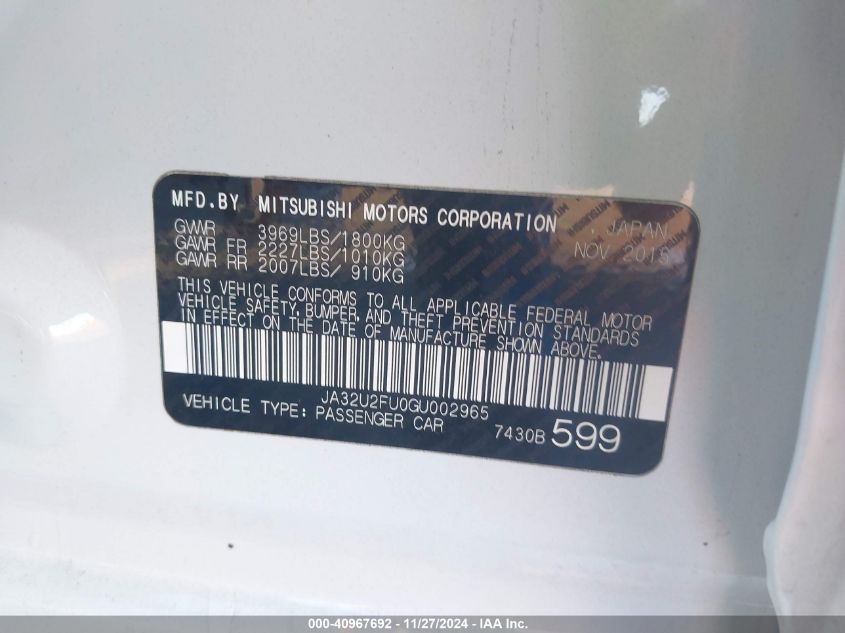 MFD.BY MITSUBISHI MOTORS CORPORATION , JAPAN
GVWR 3969LBS/1800KG NOV 2015
GAWR FR 2227LBS/1010KG
GAWR RR 2007LBS/ 910KG
THIS VEHICLE CONFORMS TO ALL APPLICABLE FEDERAL MOTOR
VEHICLE SAFETY, BUMPER, AND THEFT PREVENTION STANDARDS
IN EFFECT ON THE DATE OF MANUFACTURE SHOWN ABOVE.
JA32U2FU0GU002965
VEHICLE TYPE: PASSENGER CAR
7430B 599
000-40967692 - 11/27/2024 - IAA Inc.